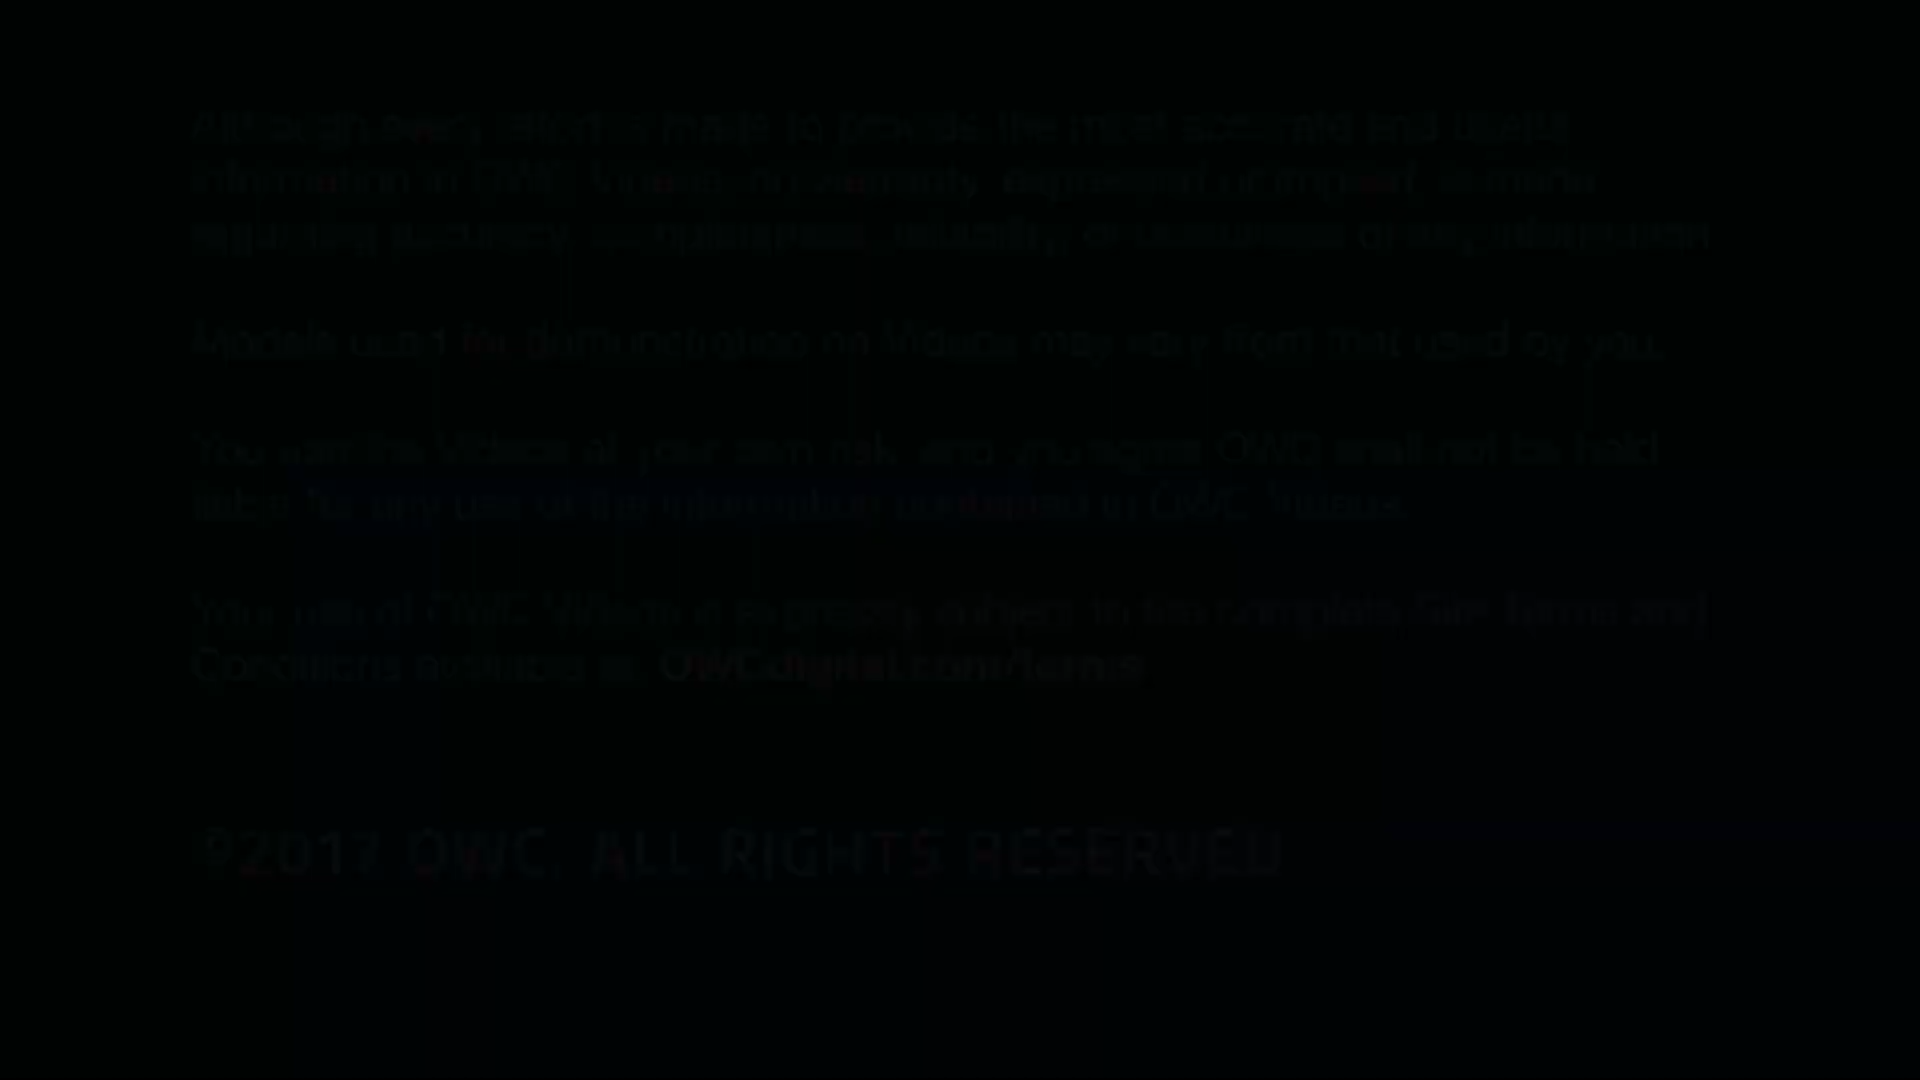 Although every effort is made to provide the most accurate and useful
information in OWC Videos, no warranty, expressed or implied, is made
regarding accuracy, completeness, reliability, or usefulness of any information
Models used in demonstration on Videos may vary from that used by you.
You use the Videos at your own risk, and you agree OWC shall not be held
liable for any use of the information contained in OWC Videos.
Your use of OWC Videos is expressly subject to the complete Site Terms and
Conditions available at: OWCdigital.com/Terms
©2017 OWC. ALL RIGHTS RESERVED